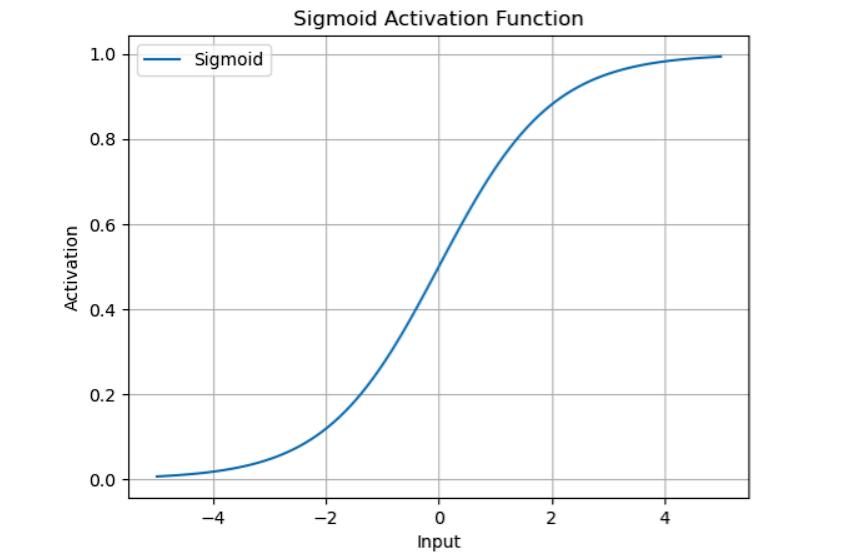 Sigmoid Activation Function
Sigmoid
1.0
0.8
0.6
0.4
0.2
0.0
Activation
−4
−2
0
2
4
Input